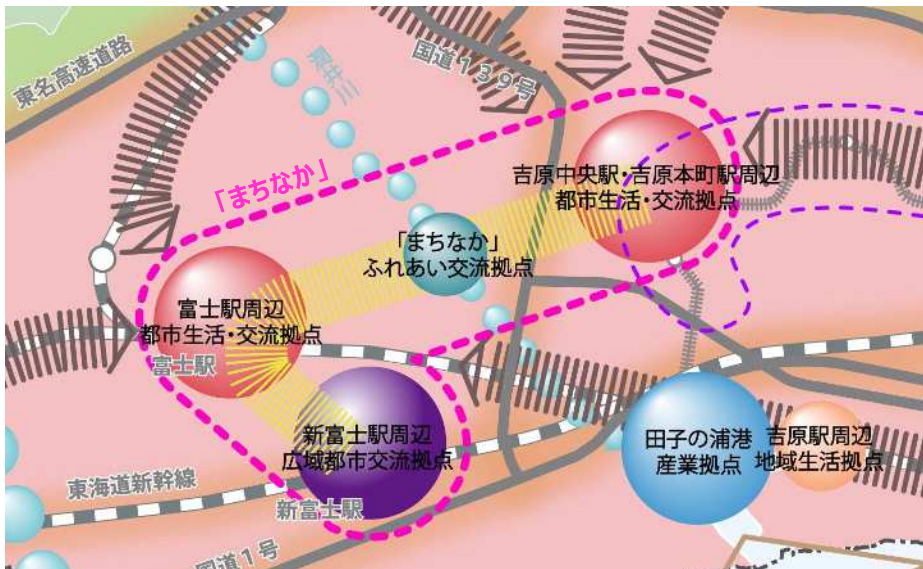 東名高速道路
潤井川
国道139号
「まちなか」
吉原中央駅・吉原本町駅周辺
都市生活・交流拠点
「まちなか」
ふれあい交流拠点
富士駅周辺
都市生活・交流拠点
富士駅
新富士駅周辺
広域都市交流拠点
田子の浦港
産業拠点
吉原駅周辺
地域生活拠点
東海道新幹線
新富士駅
国道1号